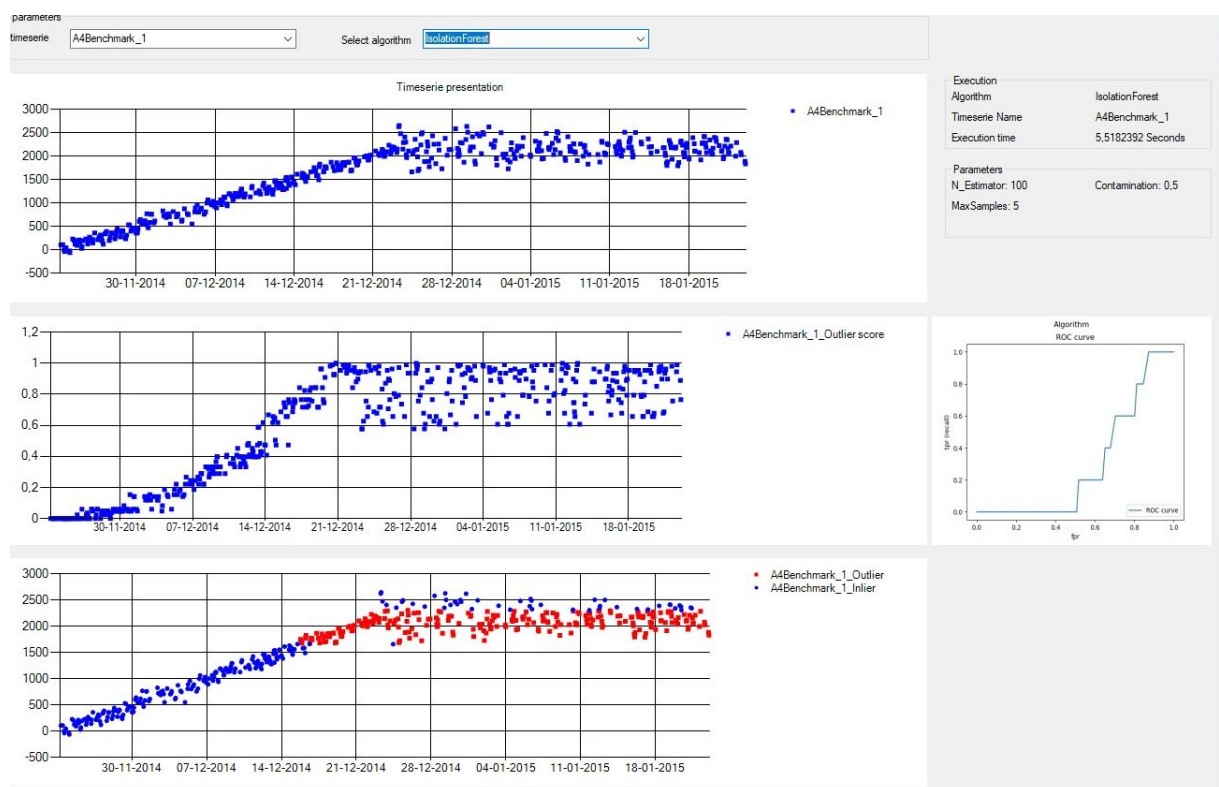 parameters
timeserie A4Benchmark_1 Select algorithm IsolationForest
Timeserie presentation
3000
2500
2000
1500
1000
500
0
-500
30-11-2014 07-12-2014 14-12-2014 21-12-2014 28-12-2014 04-01-2015 11-01-2015 18-01-2015
A4Benchmark_1
Execution
Algorithm IsolationForest
Timeserie Name A4Benchmark_1
Execution time 5,5182392 Seconds
Parameters
N_Estimator: 100 Contamination: 0,5
MaxSamples: 5
1,2
1
0,8
0,6
0,4
0,2
0
30-11-2014 07-12-2014 14-12-2014 21-12-2014 28-12-2014 04-01-2015 11-01-2015 18-01-2015
A4Benchmark_1_Outlier score
Algorithm
ROC curve
tpr (recall)
1.0
0.8
0.6
0.4
0.2
0.0
0.0 0.2 0.4 0.6 0.8 1.0
fpr
ROC curve
3000
2500
2000
1500
1000
500
0
-500
30-11-2014 07-12-2014 14-12-2014 21-12-2014 28-12-2014 04-01-2015 11-01-2015 18-01-2015
A4Benchmark_1_Outlier
A4Benchmark_1_Inlier